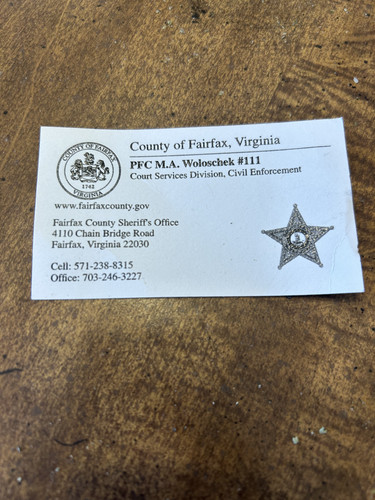 County of Fairfax, Virginia
PFC M.A. Woloschek #111
Court Services Division, Civil Enforcement
COUNTY OF FAIRFAX
1742
VIRGINIA
www.fairfaxcounty.gov
Fairfax County Sheriff's Office
4110 Chain Bridge Road
Fairfax, Virginia 22030
Cell: 571-238-8315
Office: 703-246-3227